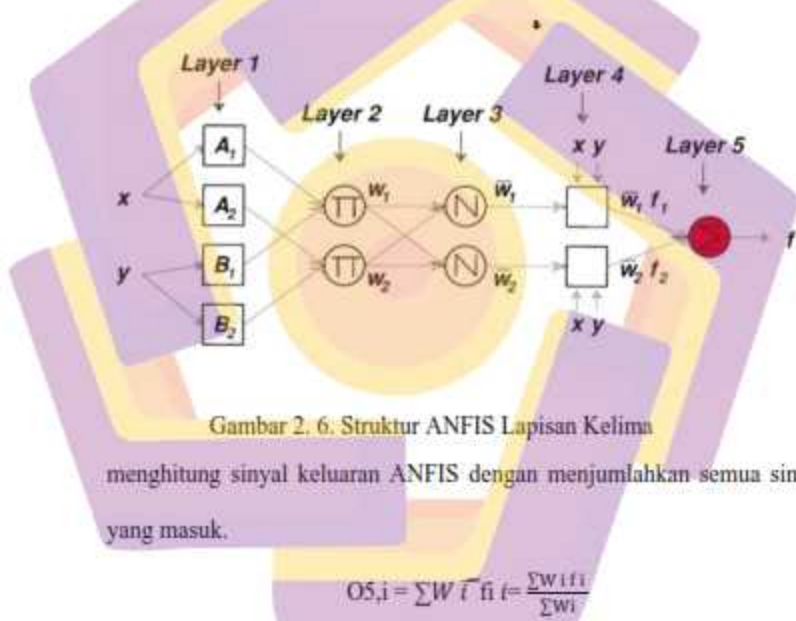 Layer 1
Layer 4
Layer 2 Layer 3
x y Layer 5
A₁
x A₂ Π w₁ N w̅₁ w̅₁ f₁
f
y B₁ Π w₂ N w̅₂ w̅₂ f₂
B₂
x y
Gambar 2. 6. Struktur ANFIS Lapisan Kelima
menghitung sinyal keluaran ANFIS dengan menjumlahkan semua sin
yang masuk.
O5,i = ∑W i ̅ fi i= ∑W i f i / ∑Wi